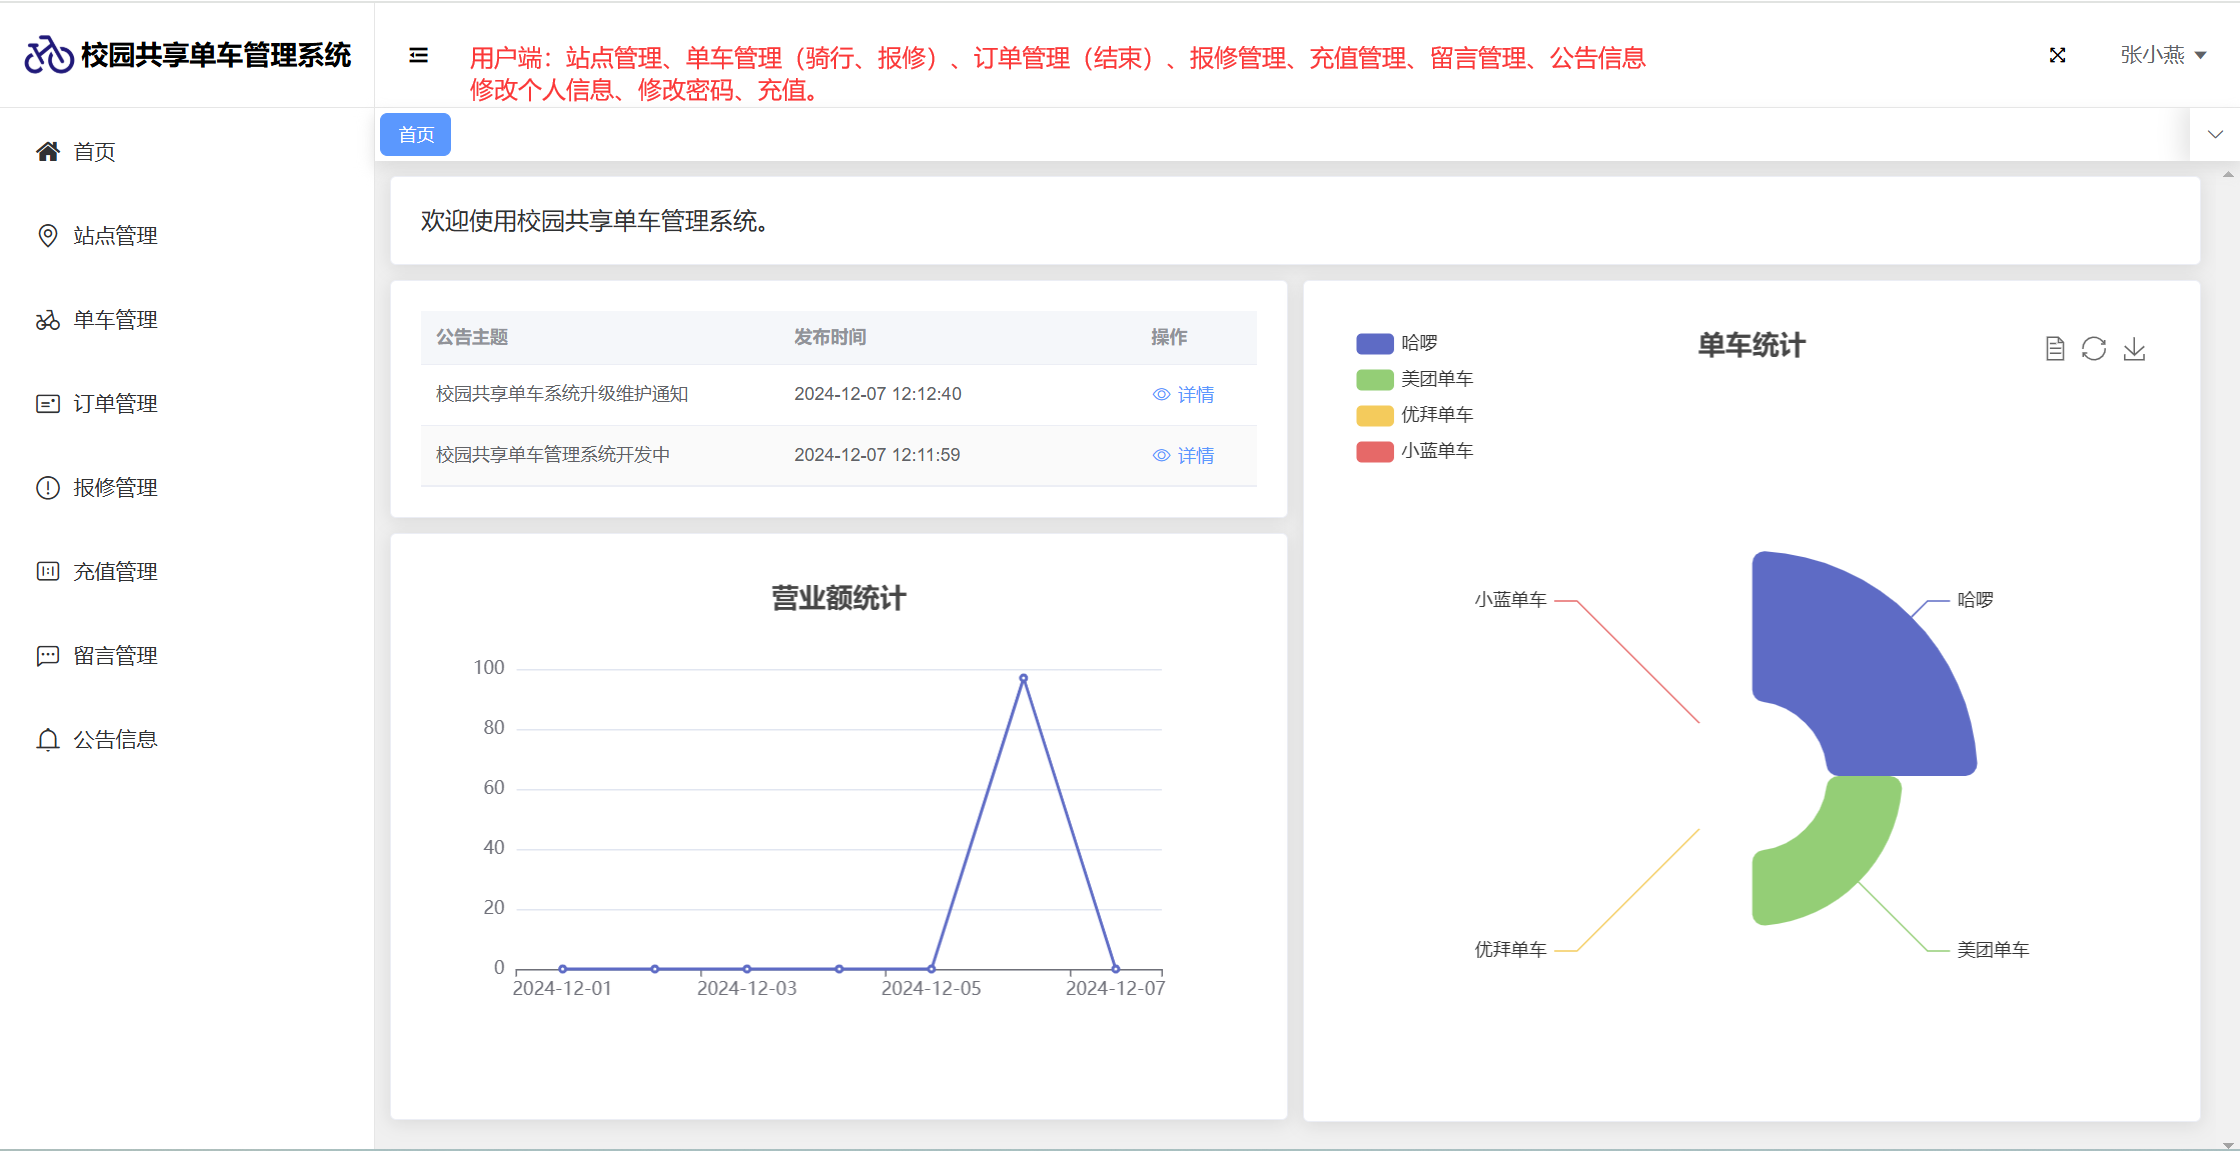 校园共享单车管理系统
用户端：站点管理、单车管理（骑行、报修）、订单管理（结束）、报修管理、充值管理、留言管理、公告信息
修改个人信息、修改密码、充值。
张小燕
首页
首页
站点管理
单车管理
订单管理
报修管理
充值管理
留言管理
公告信息
欢迎使用校园共享单车管理系统。
公告主题 发布时间 操作
校园共享单车系统升级维护通知 2024-12-07 12:12:40 详情
校园共享单车管理系统开发中 2024-12-07 12:11:59 详情
营业额统计
100
80
60
40
20
0
2024-12-01 2024-12-03 2024-12-05 2024-12-07
单车统计
哈啰
美团单车
优拜单车
小蓝单车
小蓝单车 哈啰
优拜单车 美团单车